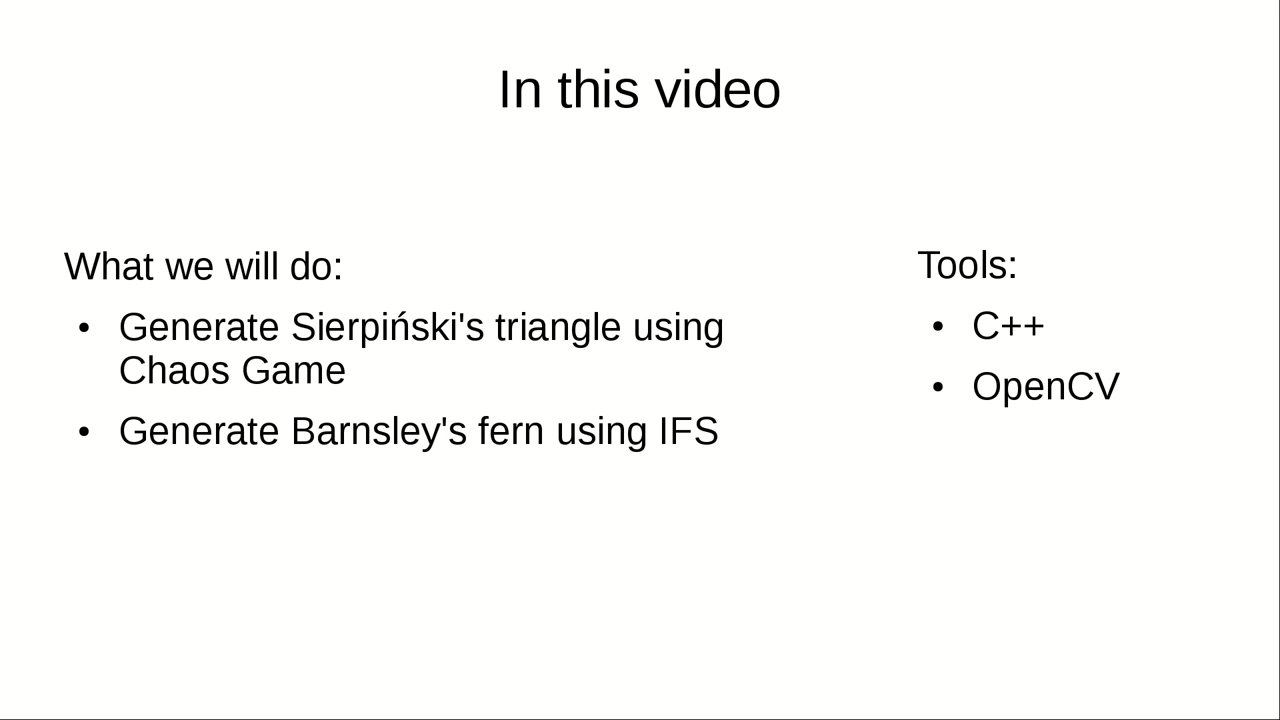 In this video
What we will do:
• Generate Sierpiński's triangle using
Chaos Game
• Generate Barnsley's fern using IFS
Tools:
• C++
• OpenCV